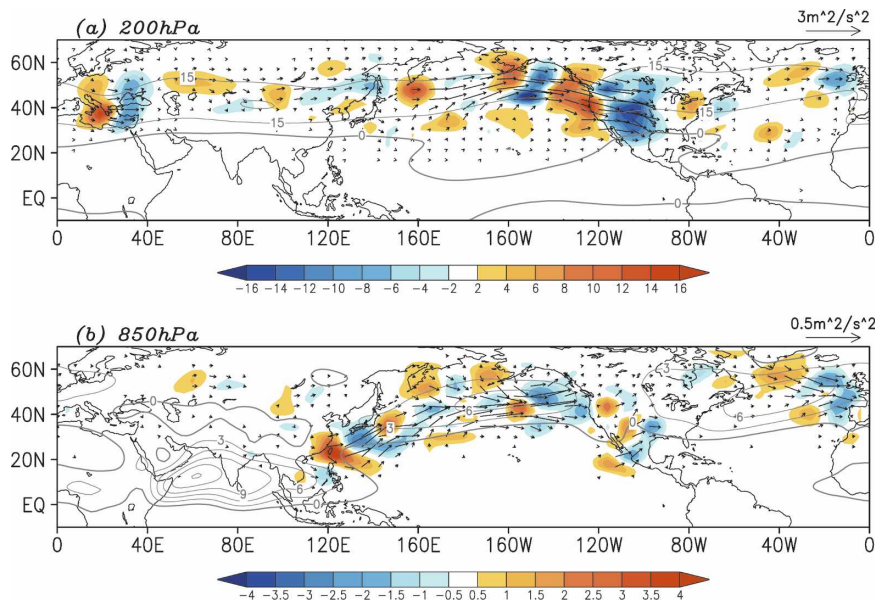 (a) 200hPa
3m^2/s^2
60N
40N
20N
EQ
15
15
15
15
0
0
0
0
40E
80E
120E
160E
160W
120W
80W
40W
0
-16 -14 -12 -10 -8 -6 -4 -2 2 4 6 8 10 12 14 16
(b) 850hPa
0.5m^2/s^2
60N
40N
20N
EQ
0
3
9
6
0
3
6
0
3
6
0
40E
80E
120E
160E
160W
120W
80W
40W
0
-4 -3.5 -3 -2.5 -2 -1.5 -1 -0.5 0.5 1 1.5 2 2.5 3 3.5 4